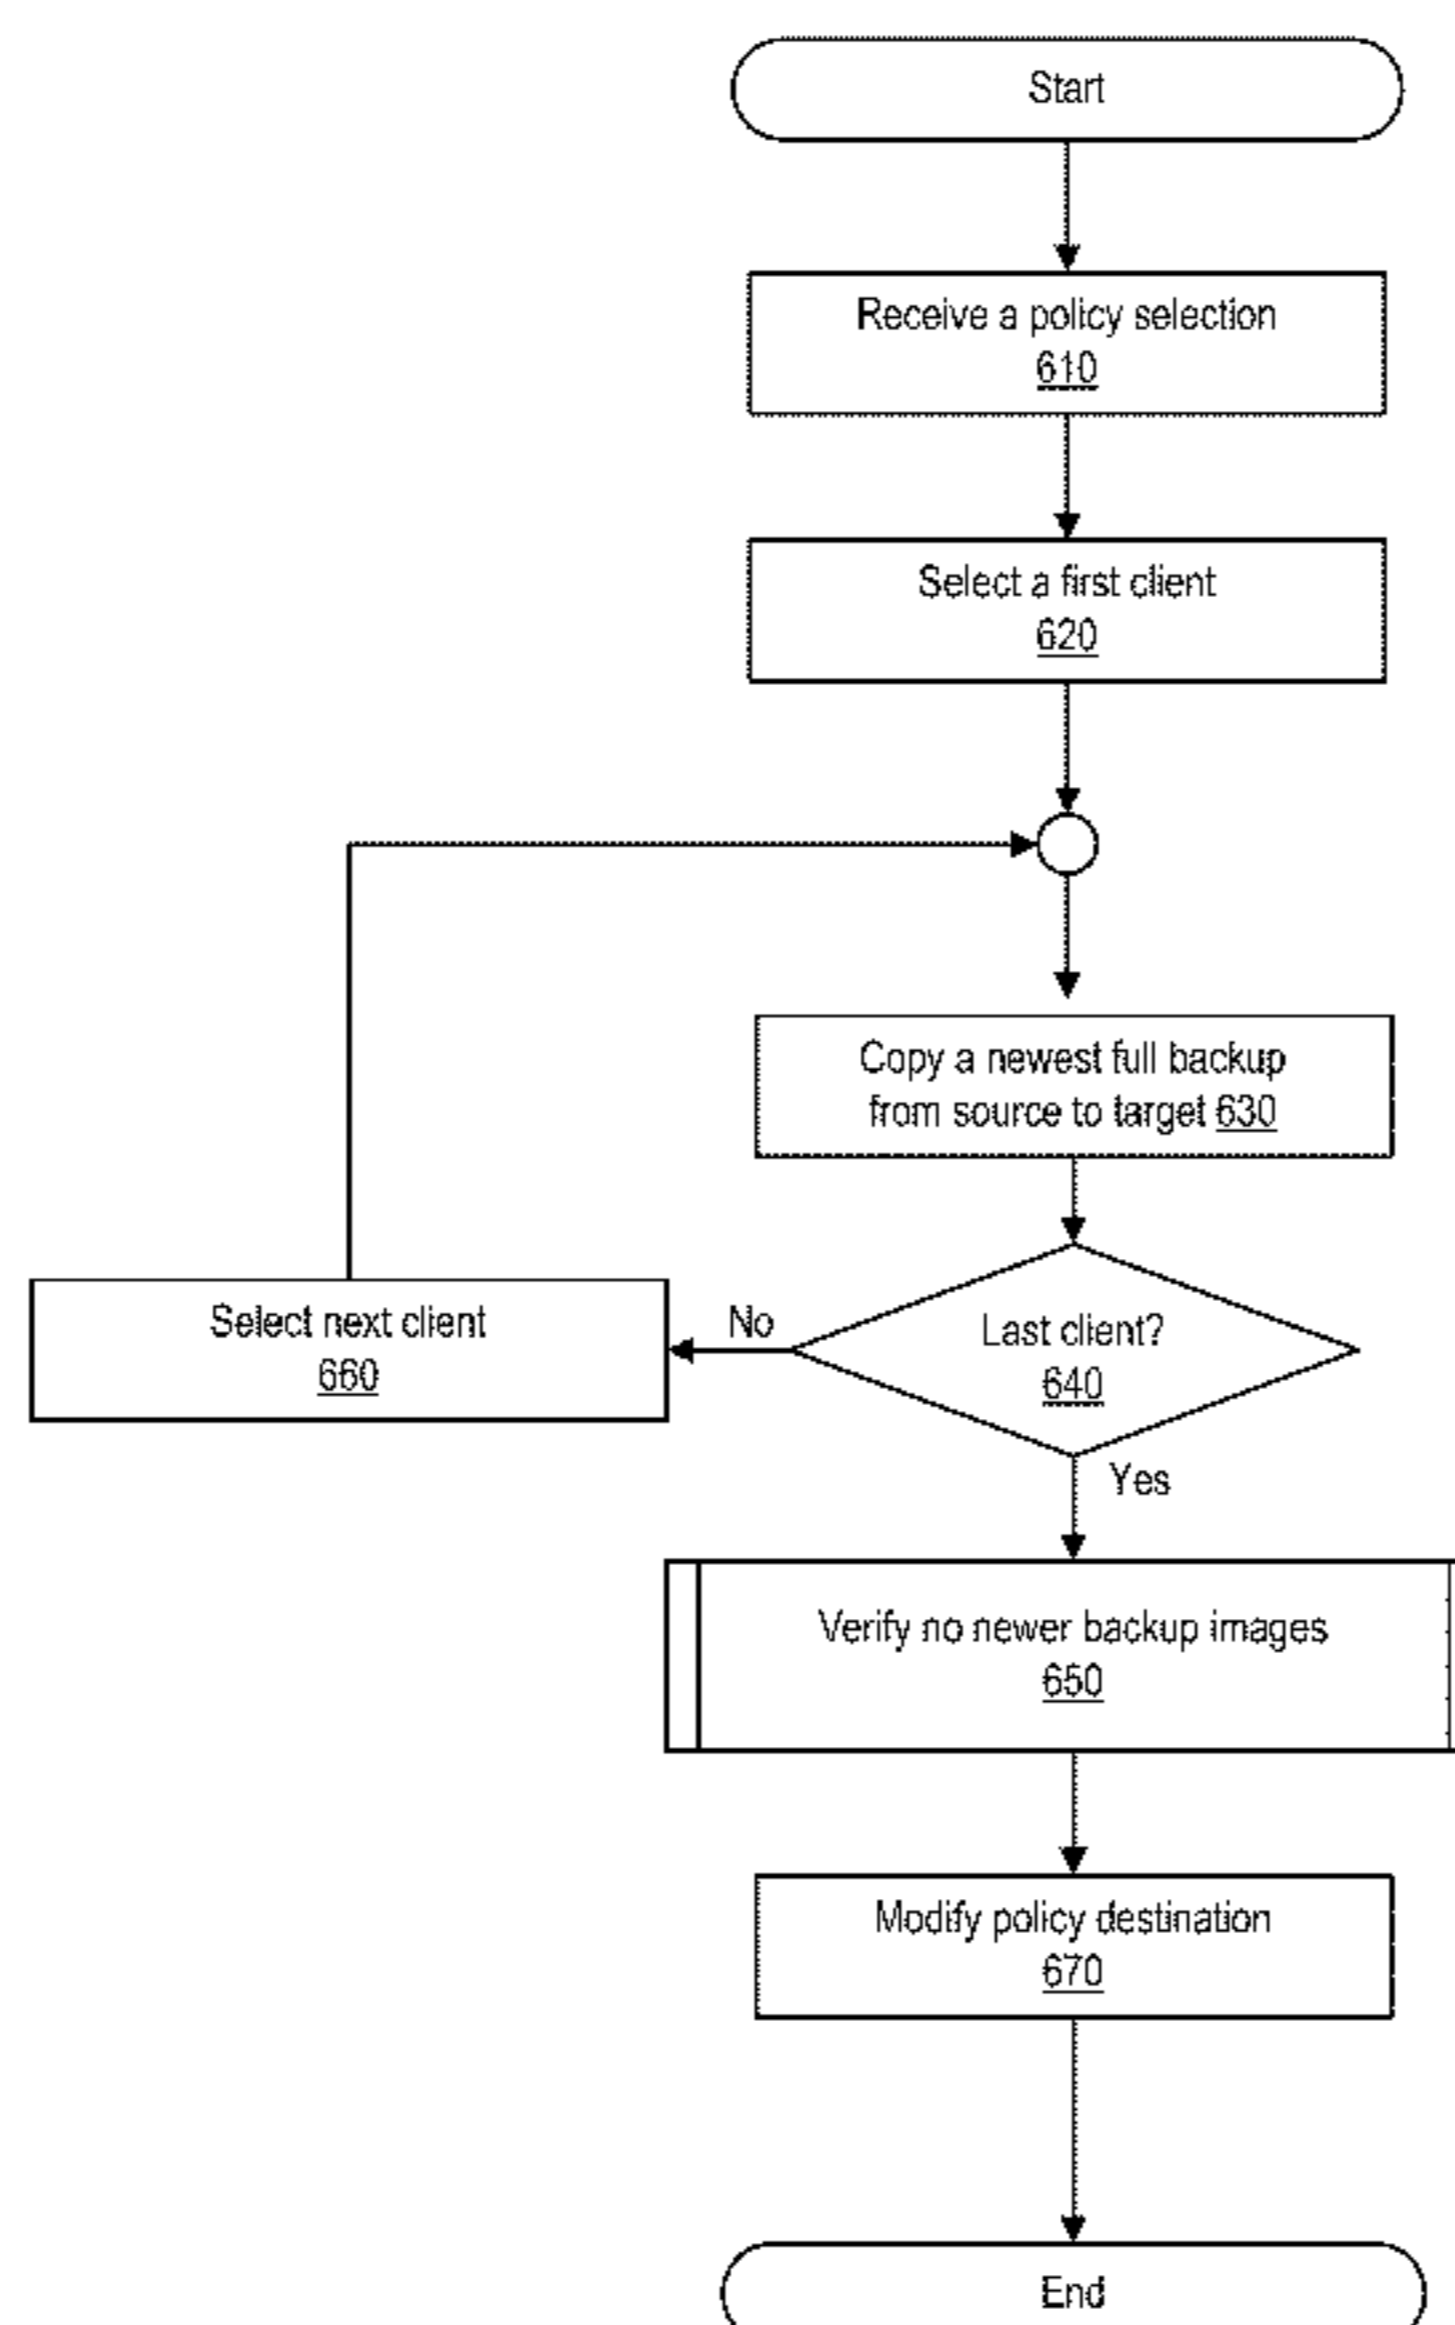 Start
Receive a policy selection
610
Select a first client
620
Copy a newest full backup
from source to target 630
Last client?
640
No
Select next client
660
Yes
Verify no newer backup images
650
Modify policy destination
670
End